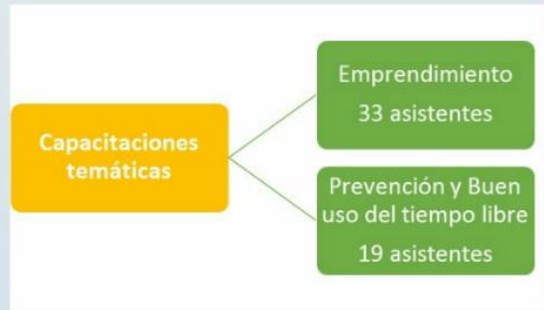 Capacitaciones
temáticas
Emprendimiento
33 asistentes
Prevención y Buen
uso del tiempo libre
19 asistentes